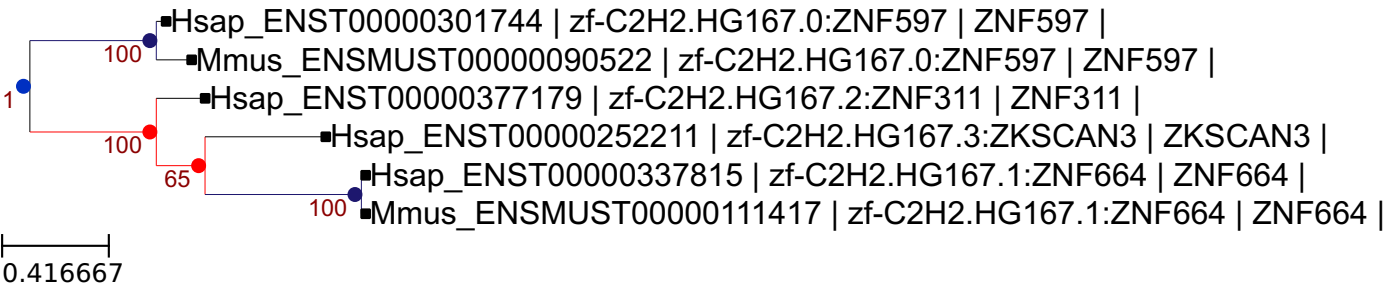 Hsap_ENST00000301744 | zf-C2H2.HG167.0:ZNF597 | ZNF597 |
100
Mmus_ENSMUST00000090522 | zf-C2H2.HG167.0:ZNF597 | ZNF597 |
1
Hsap_ENST00000377179 | zf-C2H2.HG167.2:ZNF311 | ZNF311 |
100
Hsap_ENST00000252211 | zf-C2H2.HG167.3:ZKSCAN3 | ZKSCAN3 |
65
Hsap_ENST00000337815 | zf-C2H2.HG167.1:ZNF664 | ZNF664 |
100
Mmus_ENSMUST00000111417 | zf-C2H2.HG167.1:ZNF664 | ZNF664 |
0.416667